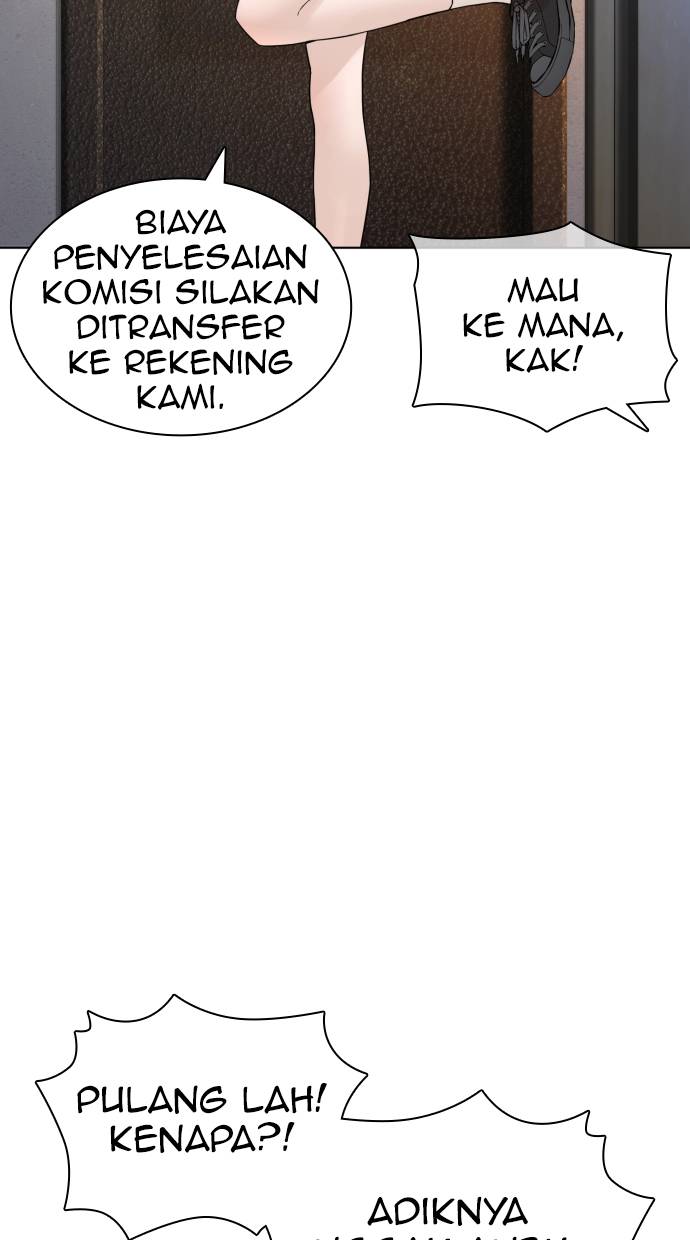 BIAYA
PENYELESAIAN
KOMISI SILAKAN
DITRANSFER
KE REKENING
KAMI.
MAU
KE MANA,
KAK!
PULANG LAH!
KENAPA?!
ADIKNYA